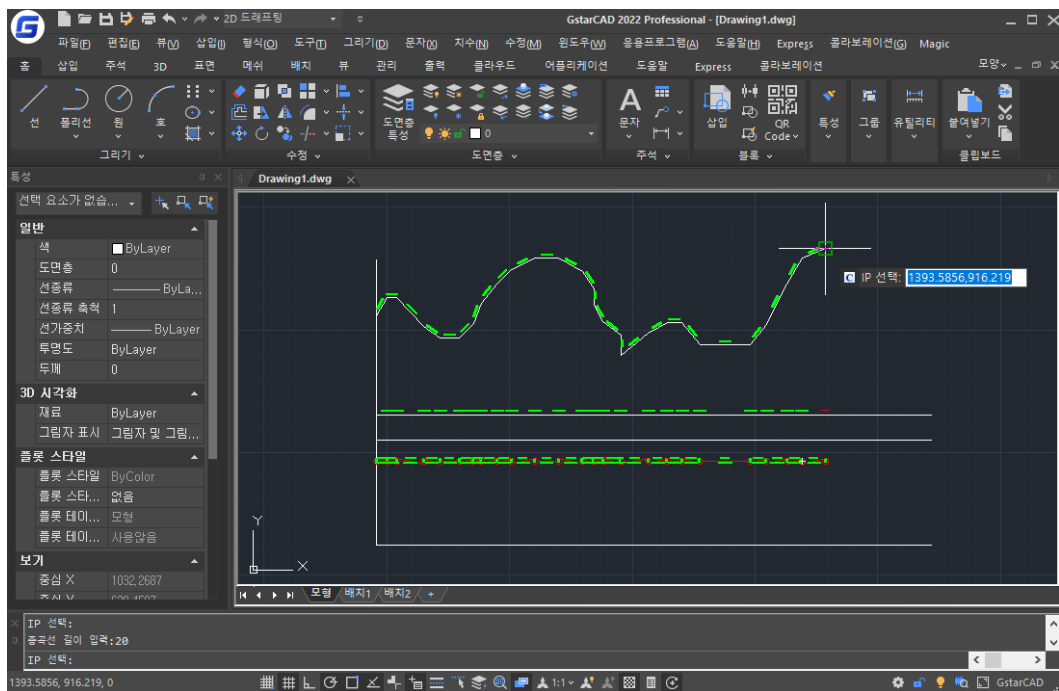 2D 드래프팅
GstarCAD 2022 Professional - [Drawing1.dwg]
파일(F) 편집(E) 뷰(V) 삽입(I) 형식(O) 도구(T) 그리기(D) 문자(X) 치수(N) 수정(M) 윈도우(W) 응용프로그램(A) 도움말(H) Express 콜라보레이션(G) Magic
홈 삽입 주석 3D 표면 메쉬 배치 뷰 관리 출력 클라우드 어플리케이션 도움말 Express 콜라보레이션 모양
선 폴리선 원 호
도면층 특성
0
문자
삽입
QR Code
특성 그룹 유틸리티 붙여넣기
그리기 수정 도면층 주석 블록 클립보드
특성
Drawing1.dwg
선택 요소가 없습...
일반
색 ByLayer
도면층 0
선종류 ByLa...
선종류 축척 1
선가중치 ByLayer
투명도 ByLayer
두께 0
3D 시각화
재료 ByLayer
그림자 표시 그림자 및 그림...
플롯 스타일
플롯 스타일 ByColor
플롯 스타... 없음
플롯 테이... 모형
플롯 테이... 사용않음
보기
중심 X 1032,2687
IP 선택: 1393.5856,916.219
Y
X
모형 배치1 배치2 +
IP 선택:
종곡선 길이 입력:20
IP 선택:
1393.5856, 916.219, 0
1:1
GstarCAD